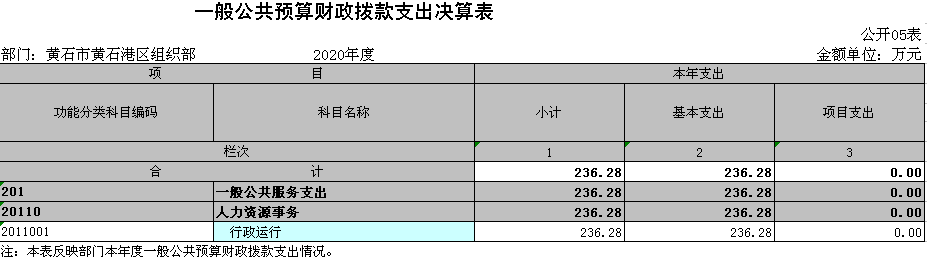 一般公共预算财政拨款支出决算表
公开05表
部门：黄石市黄石港区组织部 2020年度 金额单位：万元
项 目 本年支出
功能分类科目编码 科目名称 小计 基本支出 项目支出
栏次 1 2 3
合 计 236.28 236.28 0.00
201 一般公共服务支出 236.28 236.28 0.00
20110 人力资源事务 236.28 236.28 0.00
2011001 行政运行 236.28 236.28 0.00
注：本表反映部门本年度一般公共预算财政拨款支出情况。